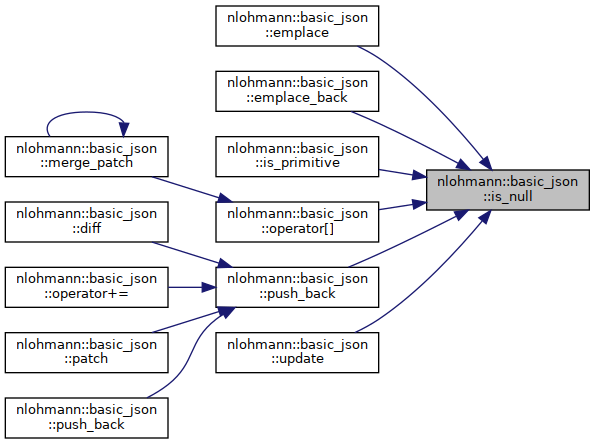 nlohmann::basic_json
::emplace
nlohmann::basic_json
::emplace_back
nlohmann::basic_json
::merge_patch
nlohmann::basic_json
::is_primitive
nlohmann::basic_json
::is_null
nlohmann::basic_json
::diff
nlohmann::basic_json
::operator[]
nlohmann::basic_json
::operator+=
nlohmann::basic_json
::push_back
nlohmann::basic_json
::patch
nlohmann::basic_json
::update
nlohmann::basic_json
::push_back